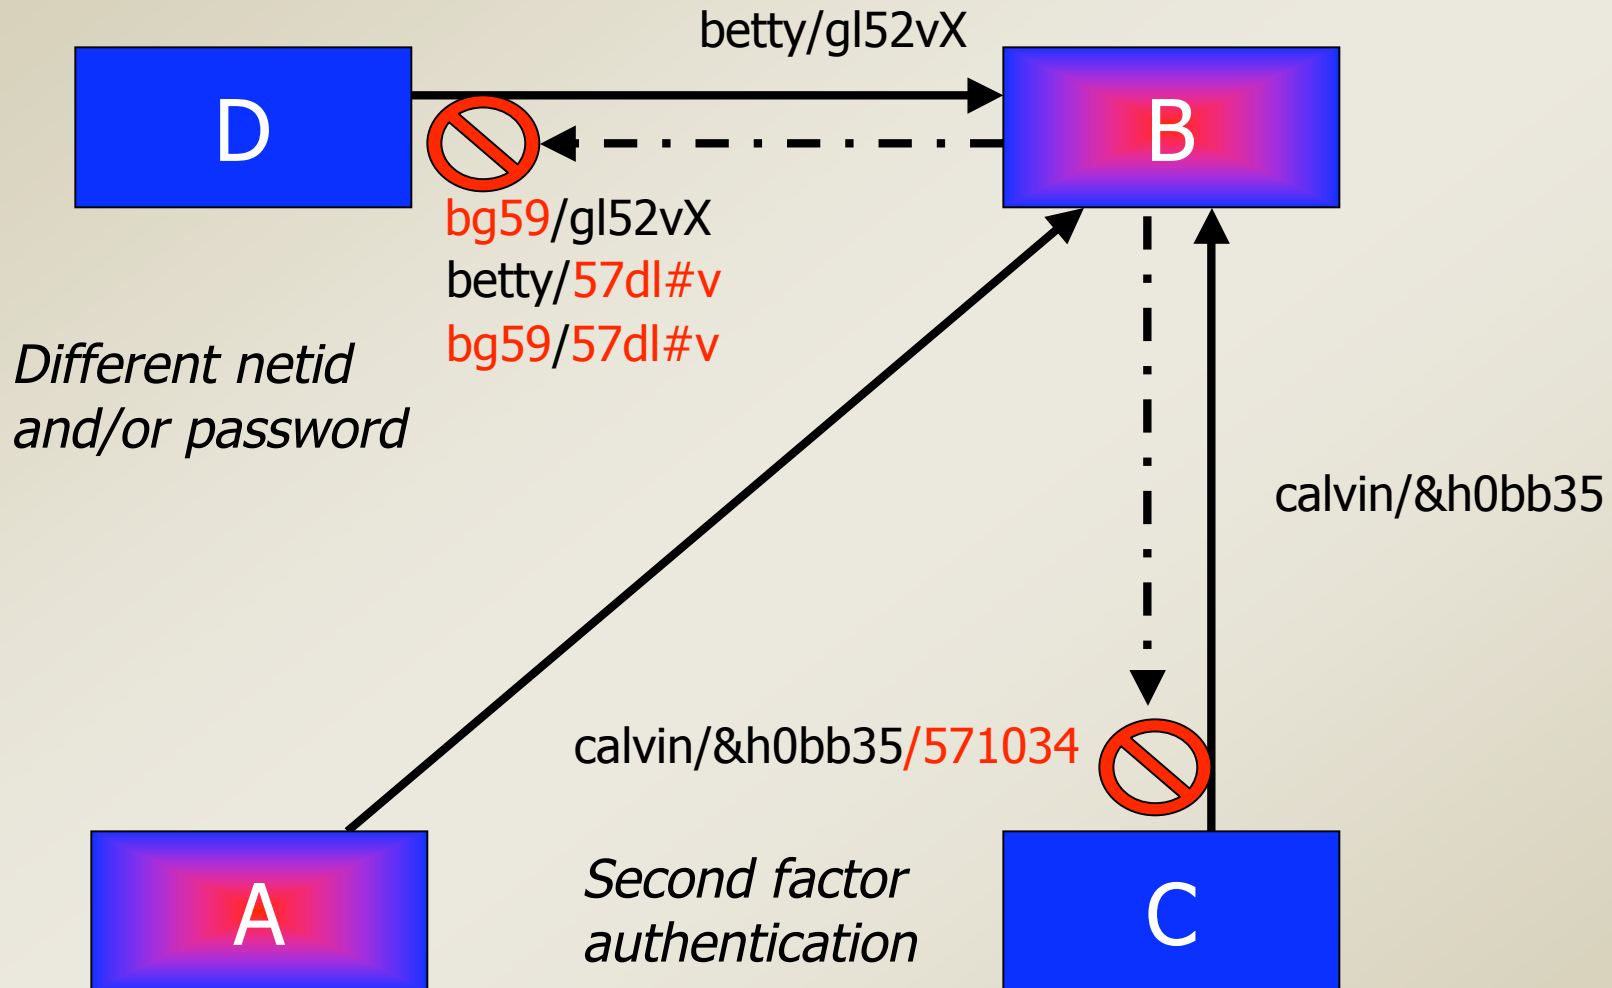 betty/gl52vX
D
B
bg59/gl52vX
betty/57dl#v
bg59/57dl#v
Different netid
and/or password
calvin/&h0bb35
calvin/&h0bb35/571034
Second factor
authentication
A
C